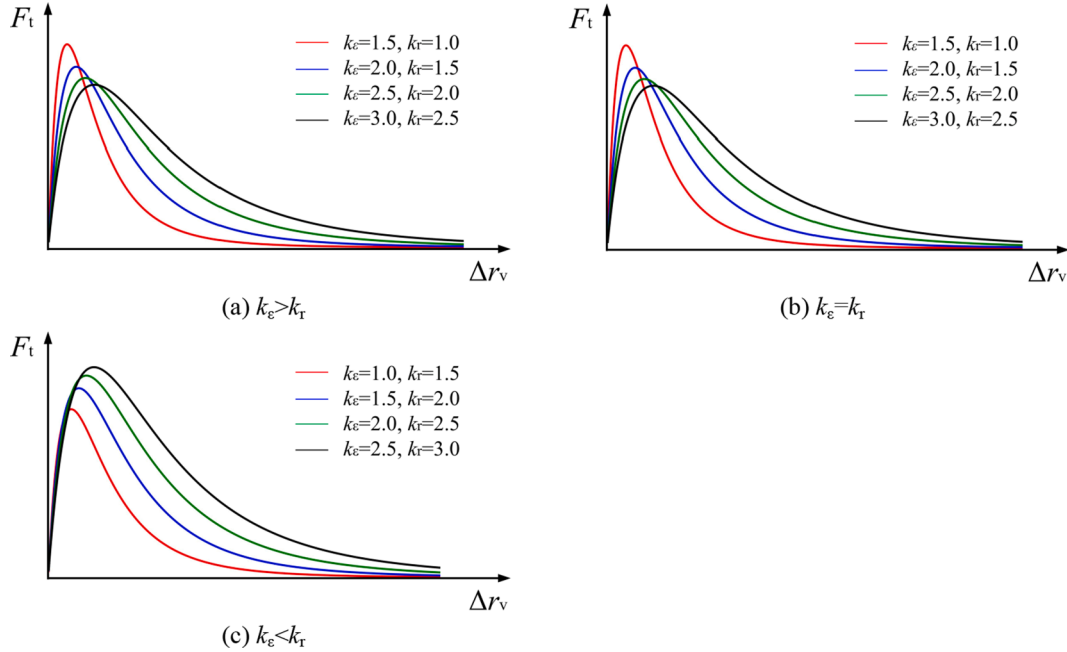 Fₜ
kε=1.5, kr=1.0
kε=2.0, kr=1.5
kε=2.5, kr=2.0
kε=3.0, kr=2.5
Δrᵥ
(a) kε>kr
Fₜ
kε=1.5, kr=1.0
kε=2.0, kr=1.5
kε=2.5, kr=2.0
kε=3.0, kr=2.5
Δrᵥ
(b) kε=kr
Fₜ
kε=1.0, kr=1.5
kε=1.5, kr=2.0
kε=2.0, kr=2.5
kε=2.5, kr=3.0
Δrᵥ
(c) kε<kr